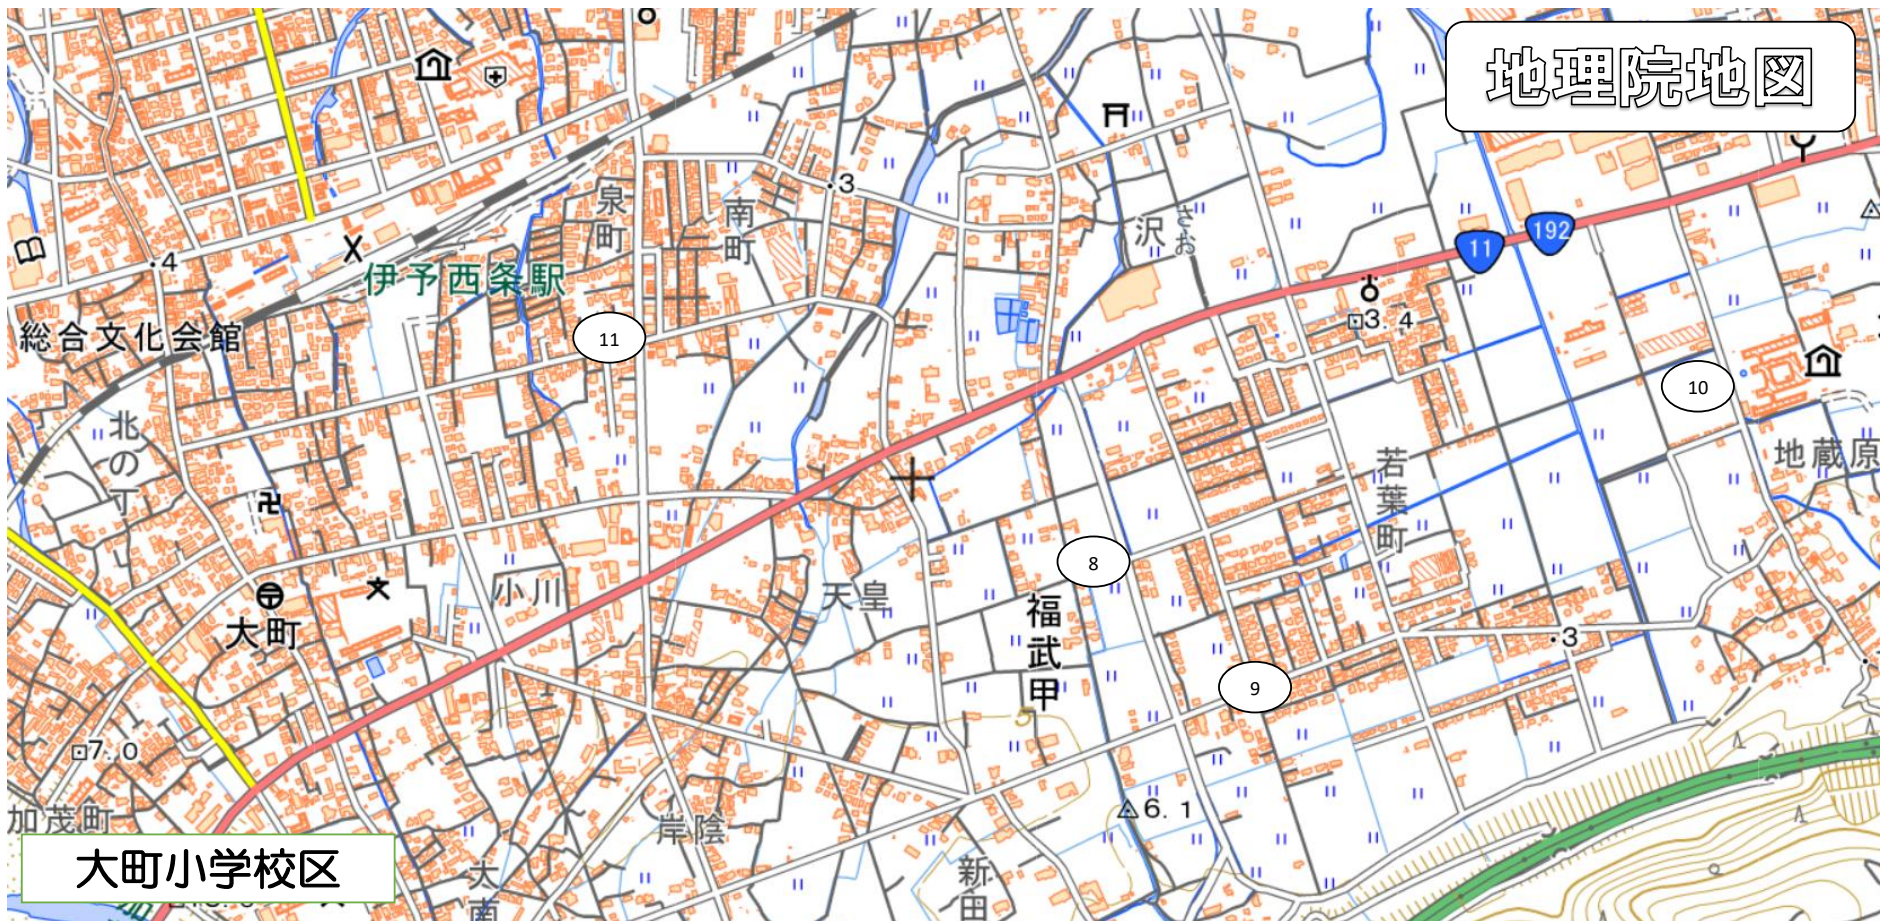 地理院地図
泉町
南町
3
沢
さお
192
11
4
伊予西条駅
総合文化会館
11
3.4
10
北の丁
若葉町
地蔵原
8
小川
天皇
福武甲
大町
3
9
5
7.0
加茂町
6.1
岸陰
大町小学校区
大南
新田